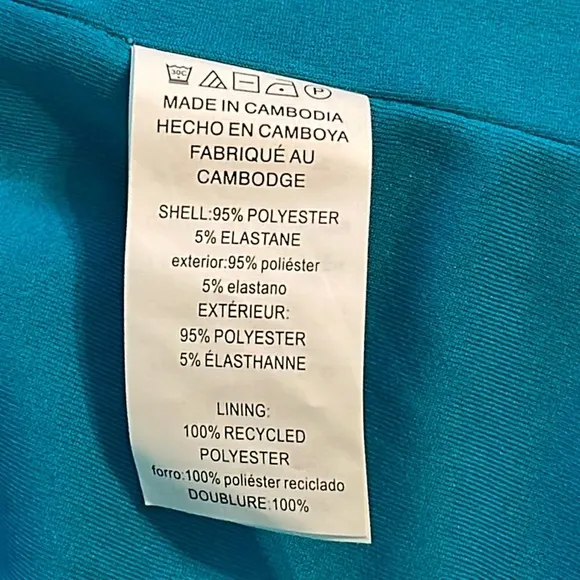 30C P
MADE IN CAMBODIA
HECHO EN CAMBOYA
FABRIQUÉ AU
CAMBODGE
SHELL:95% POLYESTER
5% ELASTANE
exterior:95% poliéster
5% elastano
EXTÉRIEUR:
95% POLYESTER
5% ÉLASTHANNE
LINING:
100% RECYCLED
POLYESTER
forro:100% poliéster reciclado
DOUBLURE:100%